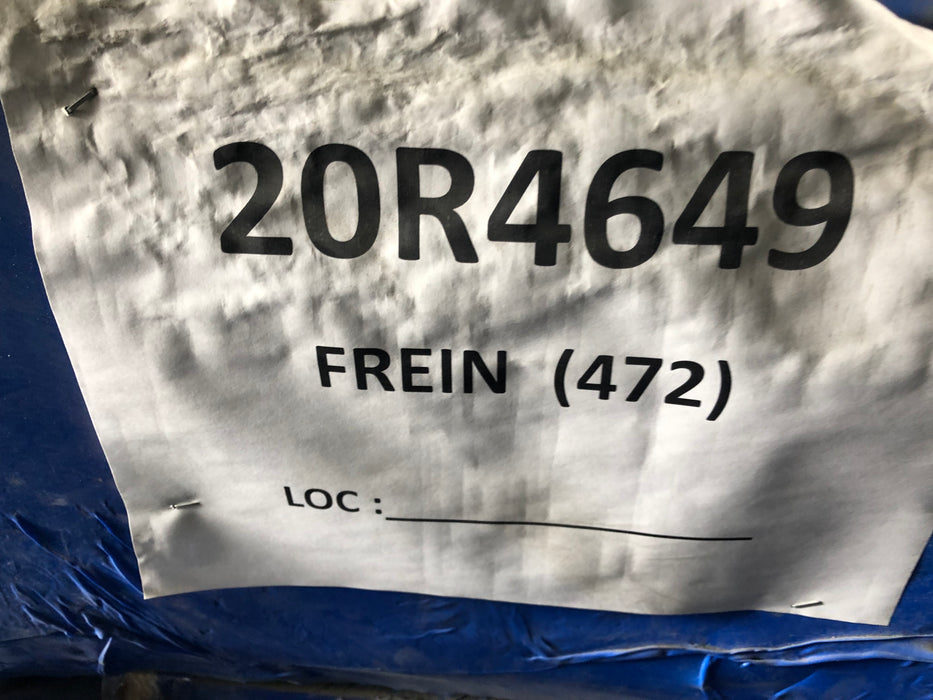 20R4649
FREIN (472)
LOC :